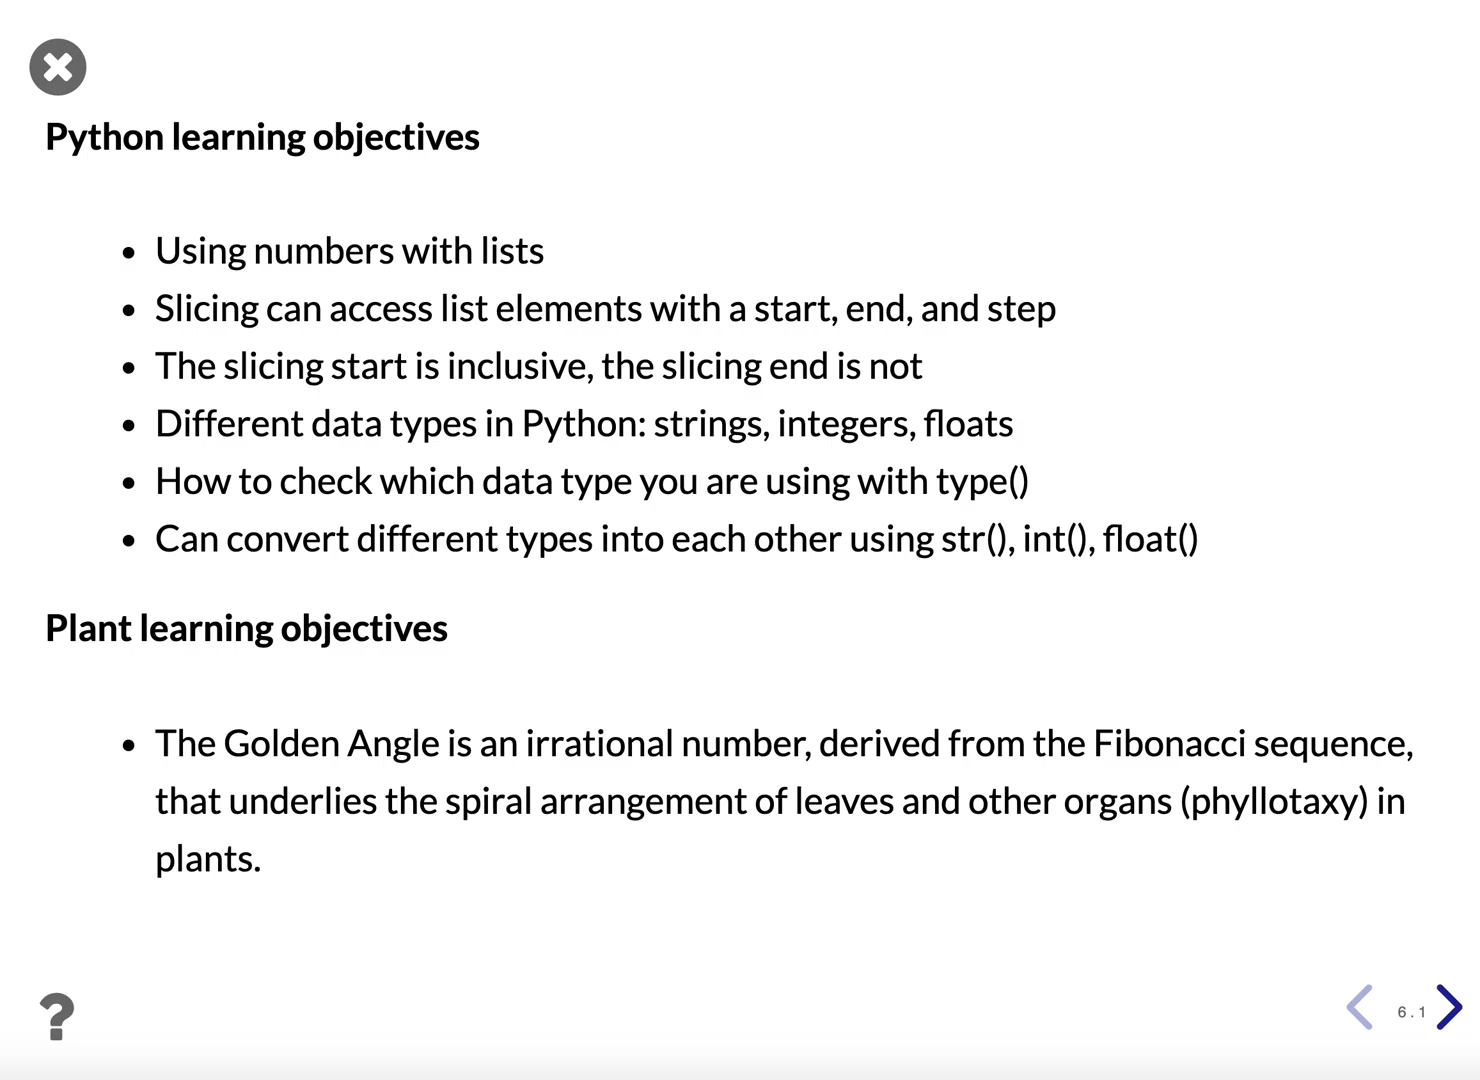 Python learning objectives
• Using numbers with lists
• Slicing can access list elements with a start, end, and step
• The slicing start is inclusive, the slicing end is not
• Different data types in Python: strings, integers, floats
• How to check which data type you are using with type()
• Can convert different types into each other using str(), int(), float()
Plant learning objectives
• The Golden Angle is an irrational number, derived from the Fibonacci sequence,
that underlies the spiral arrangement of leaves and other organs (phyllotaxy) in
plants.
?
6.1